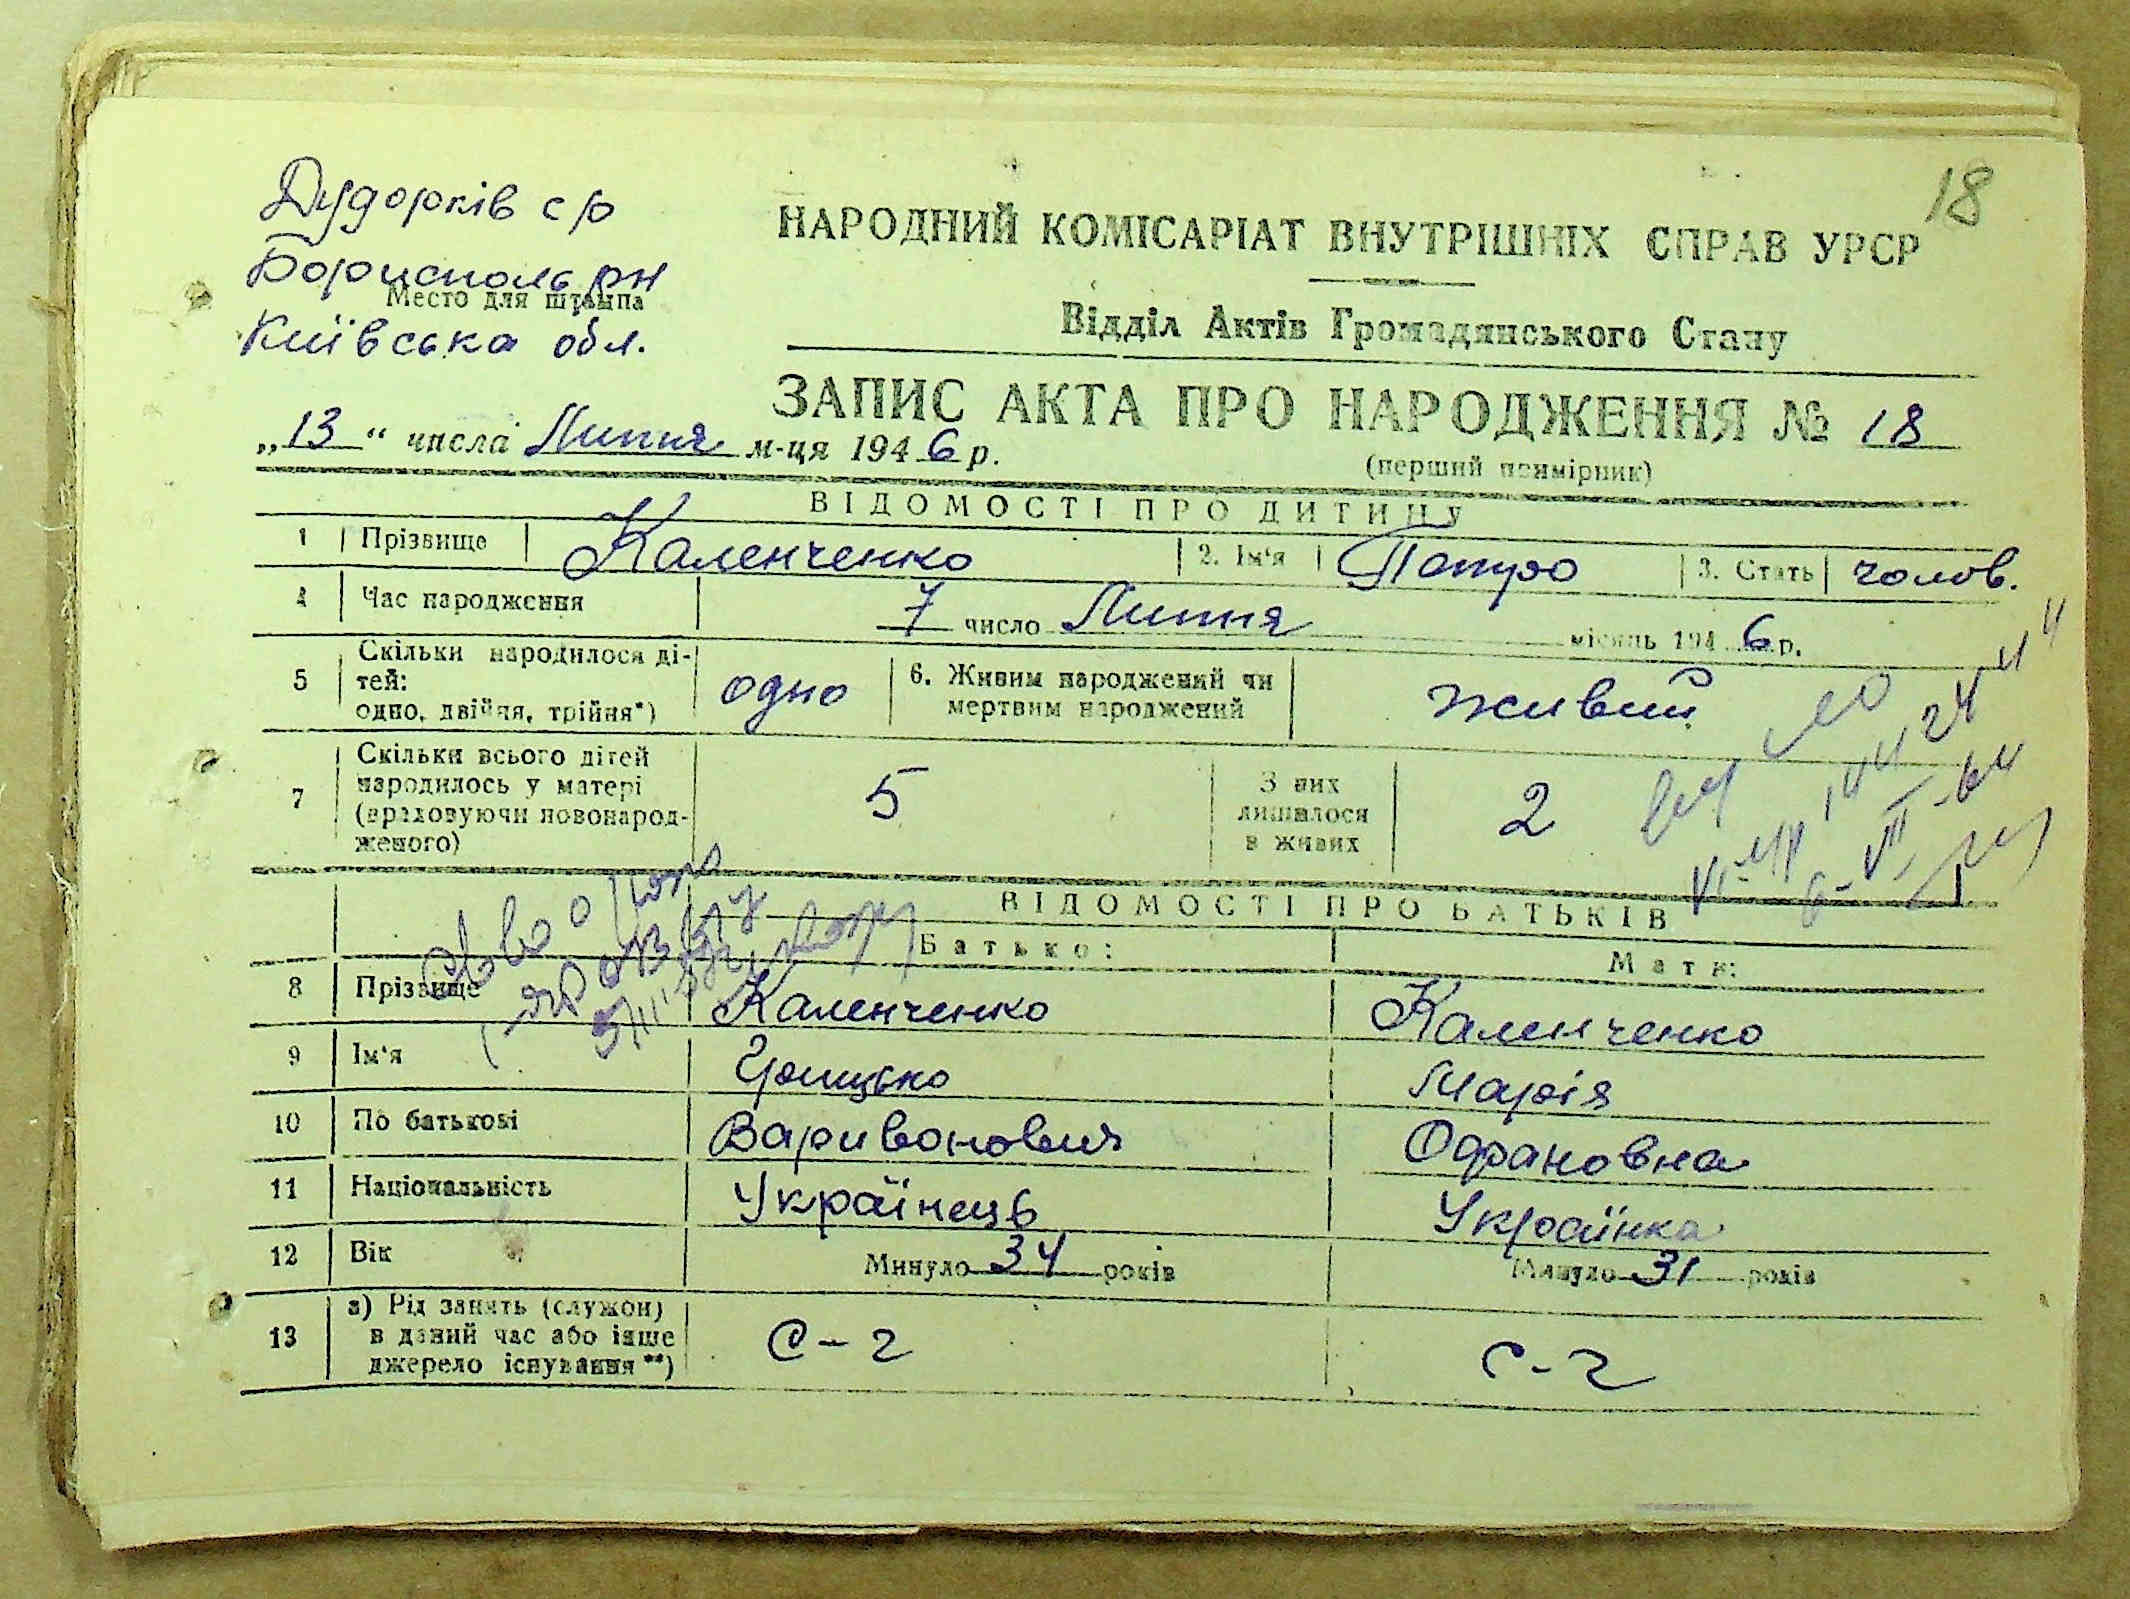 18
Дудорків с/р
Бориспольрн
Место для штампа
Київська обл.
НАРОДНИЙ КОМІСАРІАТ ВНУТРІШНІХ СПРАВ УРСР
Відділ Актів Громадянського Стану
ЗАПИС АКТА ПРО НАРОДЖЕННЯ № 18
„13“ числа Липня м-ця 1946 р.
(перший примірник)
ВІДОМОСТІ ПРО ДИТИНУ
1 Прізвище Каленченко 2. Ім'я Петро 3. Стать чолов.
4 Час народження 7 число Липня місяць 1946 р.
5 Скільки народилося ді-
тей:
одно, двійня, трійня*) одно 6. Живим народжений чи
мертвим народжений живий
7 Скільки всього дітей
народилось у матері
(враховуючи новонарод-
женого) 5 З них
лишилося
в живих 2
ВІДОМОСТІ ПРО БАТЬКІВ
Батько: Мати:
8 Прізвище Каленченко Каленченко
9 Ім'я Грицько Марія
10 По батькові Варивонович
11 Національність Українець Українка
12 Вік Минуло 34 років Минуло 31 років
13 а) Рід занять (служби)
в даний час або інше
джерело існування**) С-г С-г